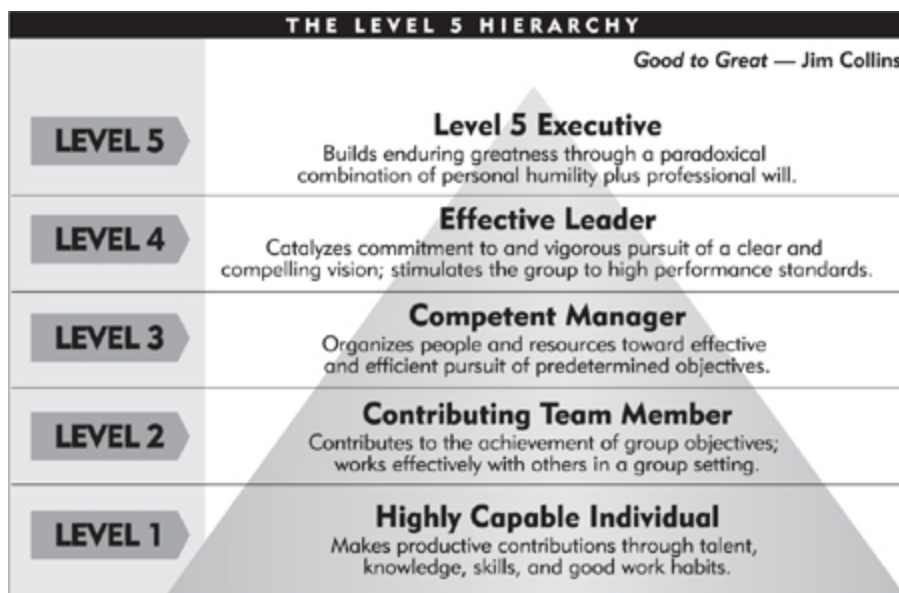 THE LEVEL 5 HIERARCHY
Good to Great — Jim Collins
LEVEL 5
Level 5 Executive
Builds enduring greatness through a paradoxical
combination of personal humility plus professional will.
LEVEL 4
Effective Leader
Catalyzes commitment to and vigorous pursuit of a clear and
compelling vision; stimulates the group to high performance standards.
LEVEL 3
Competent Manager
Organizes people and resources toward effective
and efficient pursuit of predetermined objectives.
LEVEL 2
Contributing Team Member
Contributes to the achievement of group objectives;
works effectively with others in a group setting.
LEVEL 1
Highly Capable Individual
Makes productive contributions through talent,
knowledge, skills, and good work habits.